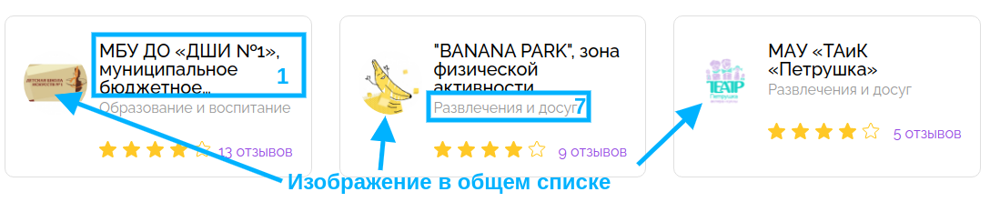 МБУ ДО «ДШИ №1»,
муниципальное
бюджетное...
1
ДЕТСКАЯ ШКОЛА
ИСКУССТВ №1
Образование и воспитание
13 отзывов
"BANANA PARK", зона
физической
активности
Развлечения и досуг
7
9 отзывов
МАУ «ТАиК
«Петрушка»
ТЕАТР
Петрушка
Развлечения и досуг
5 отзывов
Изображение в общем списке